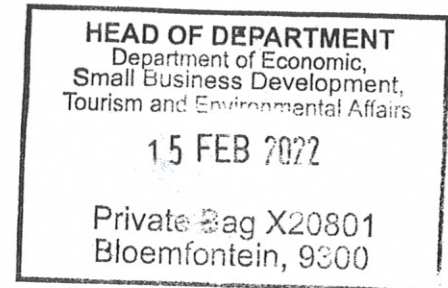 HEAD OF DEPARTMENT
Department of Economic,
Small Business Development,
Tourism and Environmental Affairs
15 FEB 2022
Private Bag X20801
Bloemfontein, 9300